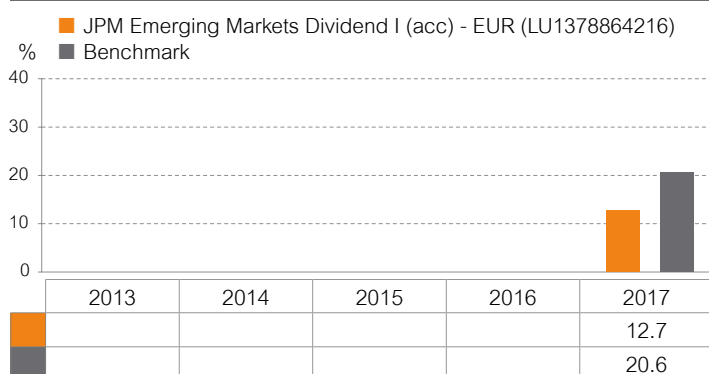 JPM Emerging Markets Dividend I (acc) - EUR (LU1378864216)
% Benchmark
40
30
20
10
0
2013 2014 2015 2016 2017
12.7
20.6